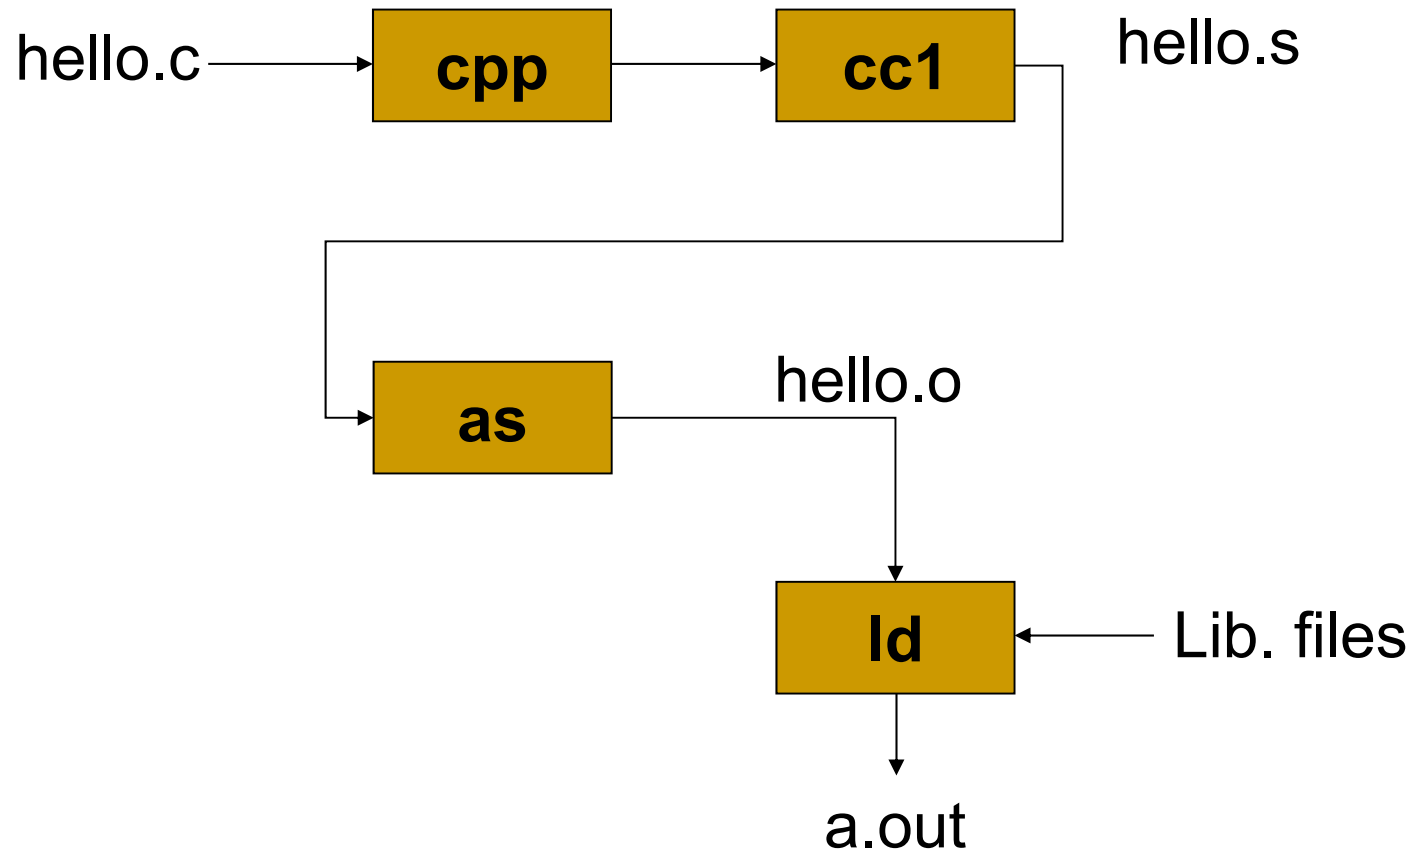 hello.c
cpp
cc1
hello.s
as
hello.o
ld
Lib. files
a.out